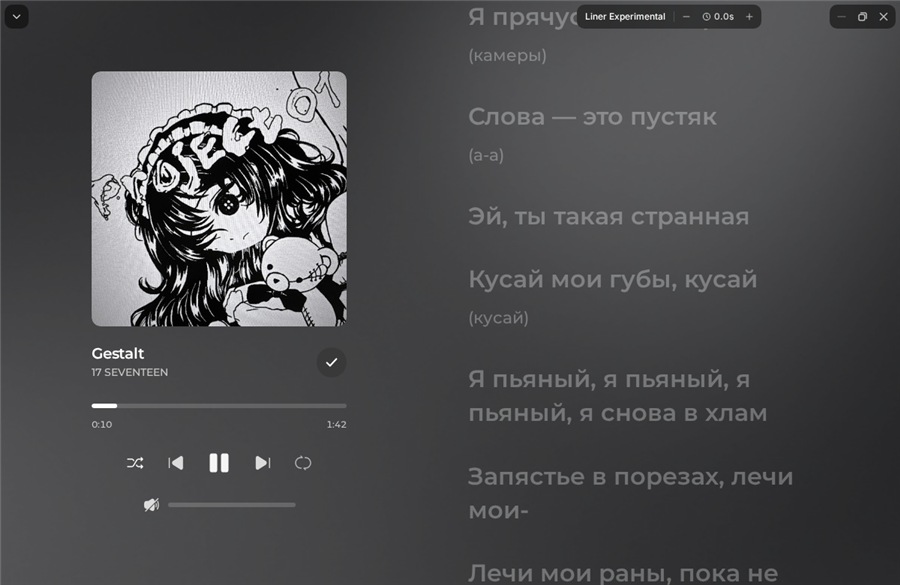 Liner Experimental
0.0s
Я
(камеры)
Слова — это пустяк
(а-а)
Эй, ты такая странная
Кусай мои губы, кусай
(кусай)
Я пьяный, я пьяный, я
пьяный, я снова в хлам
Запястье в порезах, лечи
мои-
Лечи мои раны, пока не
Gestalt
17 SEVENTEEN
0:10
1:42